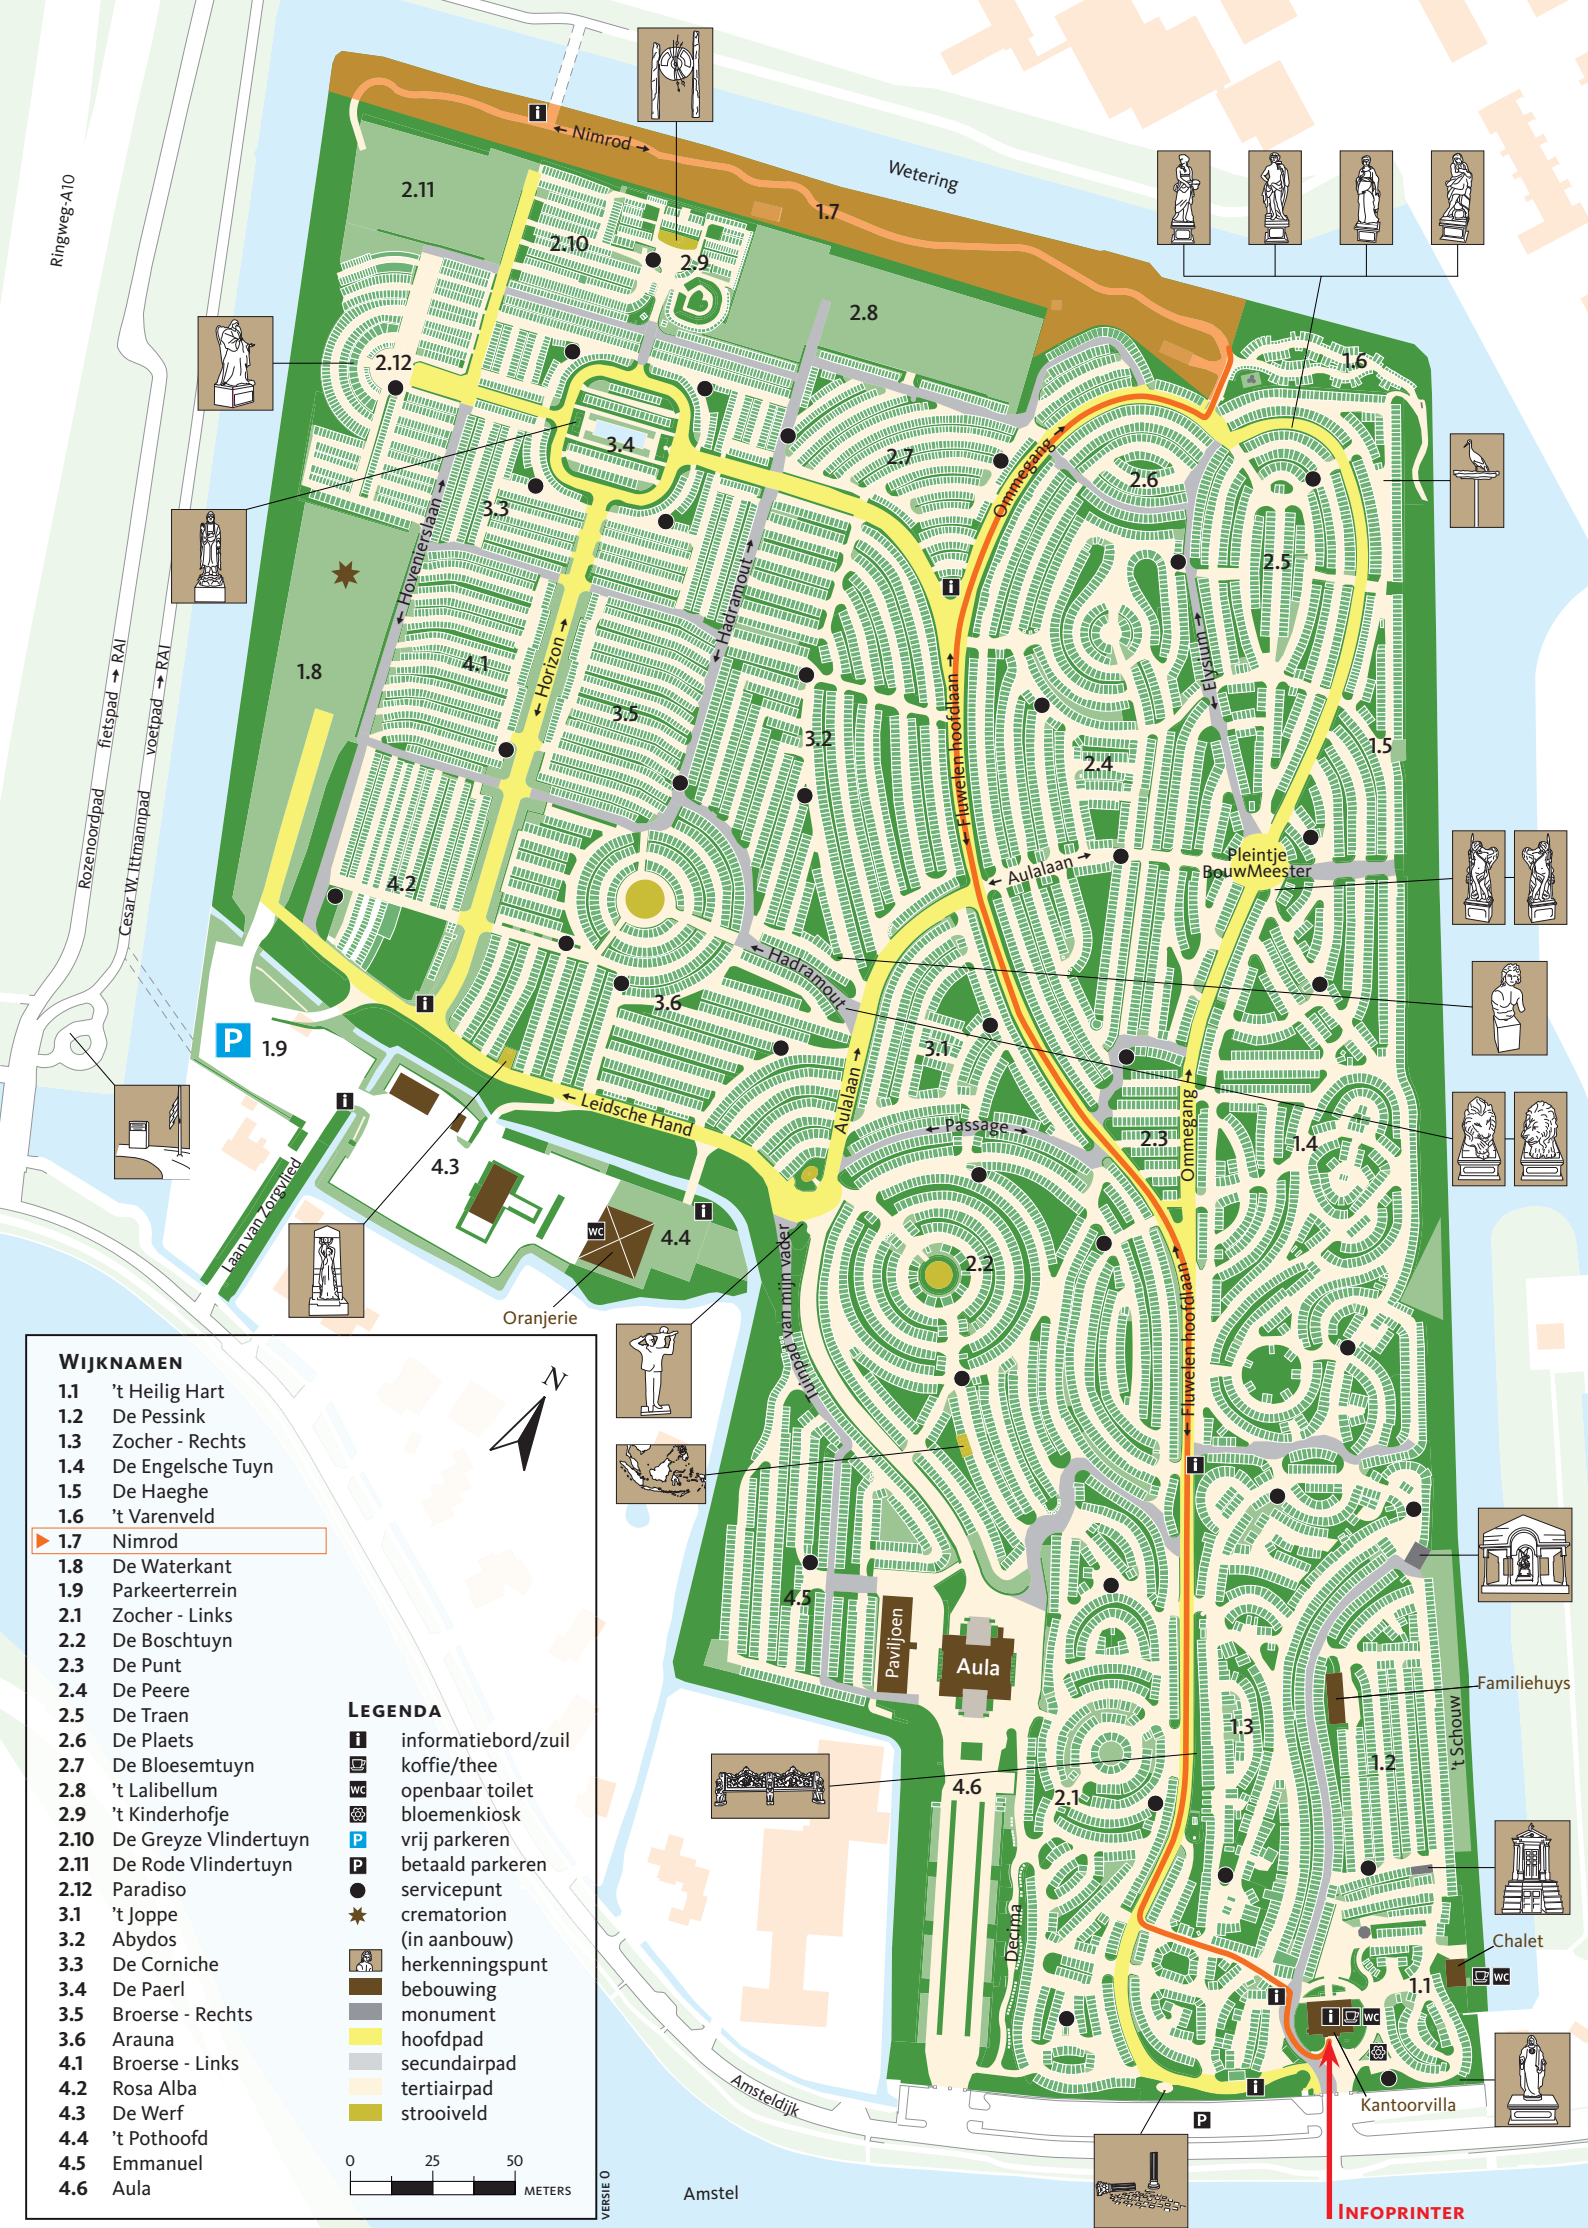 Ringweg-A10
← Nimrod →
Wetering
2.11
1.7
2.10
2.9
2.8
1.6
2.12
3.4
2.7
Ommegang →
2.6
3.3
← Hovenierslaan →
2.5
← Hadramout →
fietspad → RAI
voetpad → RAI
1.8
4.1
← Horizon →
3.5
3.2
← Fluwelen hoofdlaan →
← Elysium →
1.5
2.4
Rozenoordpad
Cesar W. Ittmannpad
← Aulalaan →
Pleintje
BouwMeester
4.2
← Hadramout
3.6
P
1.9
3.1
Aulalaan →
← Leidsche Hand
← Passage →
2.3
Ommegang →
1.4
4.3
Laan van Zorgvlied
WC
4.4
Oranjerie
Tuinpad van mijn vader
2.2
← Fluwelen hoofdlaan →
4.5
Paviljoen
Aula
Familiehuys
't Schouw
1.3
1.2
4.6
2.1
Decima
Chalet
WC
1.1
WC
Kantoorvilla
P
Amsteldijk
Amstel
Infoprinter
Wijknamen
1.1 't Heilig Hart
1.2 De Pessink
1.3 Zocher - Rechts
1.4 De Engelsche Tuyn
1.5 De Haeghe
1.6 't Varenveld
1.7 Nimrod
1.8 De Waterkant
1.9 Parkeerterrein
2.1 Zocher - Links
2.2 De Boschtuyn
2.3 De Punt
2.4 De Peere
2.5 De Traen
2.6 De Plaets
2.7 De Bloesemtuyn
2.8 't Lalibellum
2.9 't Kinderhofje
2.10 De Greyze Vlindertuyn
2.11 De Rode Vlindertuyn
2.12 Paradiso
3.1 't Joppe
3.2 Abydos
3.3 De Corniche
3.4 De Paerl
3.5 Broerse - Rechts
3.6 Arauna
4.1 Broerse - Links
4.2 Rosa Alba
4.3 De Werf
4.4 't Pothoofd
4.5 Emmanuel
4.6 Aula
N
Legenda
i informatiebord/zuil
koffie/thee
WC openbaar toilet
bloemenkiosk
P vrij parkeren
P betaald parkeren
servicepunt
crematorion
(in aanbouw)
herkenningspunt
bebouwing
monument
hoofdpad
secundairpad
tertiairpad
strooiveld
0 25 50
METERS
VERSIE O